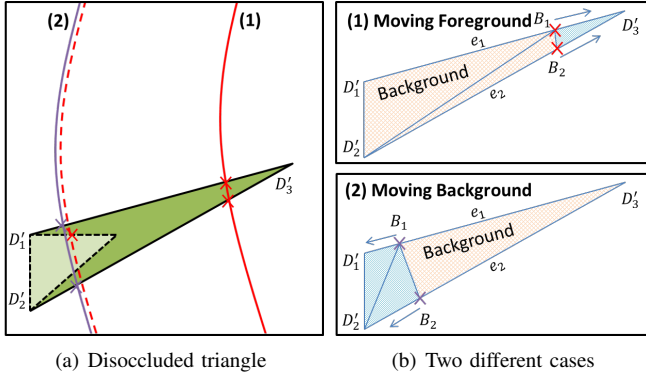 (2)
(1)
D′₁
D′₂
D′₃
(a) Disoccluded triangle
(1) Moving Foreground
B₁
e₁
D′₃
D′₁
Background
B₂
e₂
D′₂
(2) Moving Background
B₁
e₁
D′₃
D′₁
Background
e₂
D′₂
B₂
(b) Two different cases